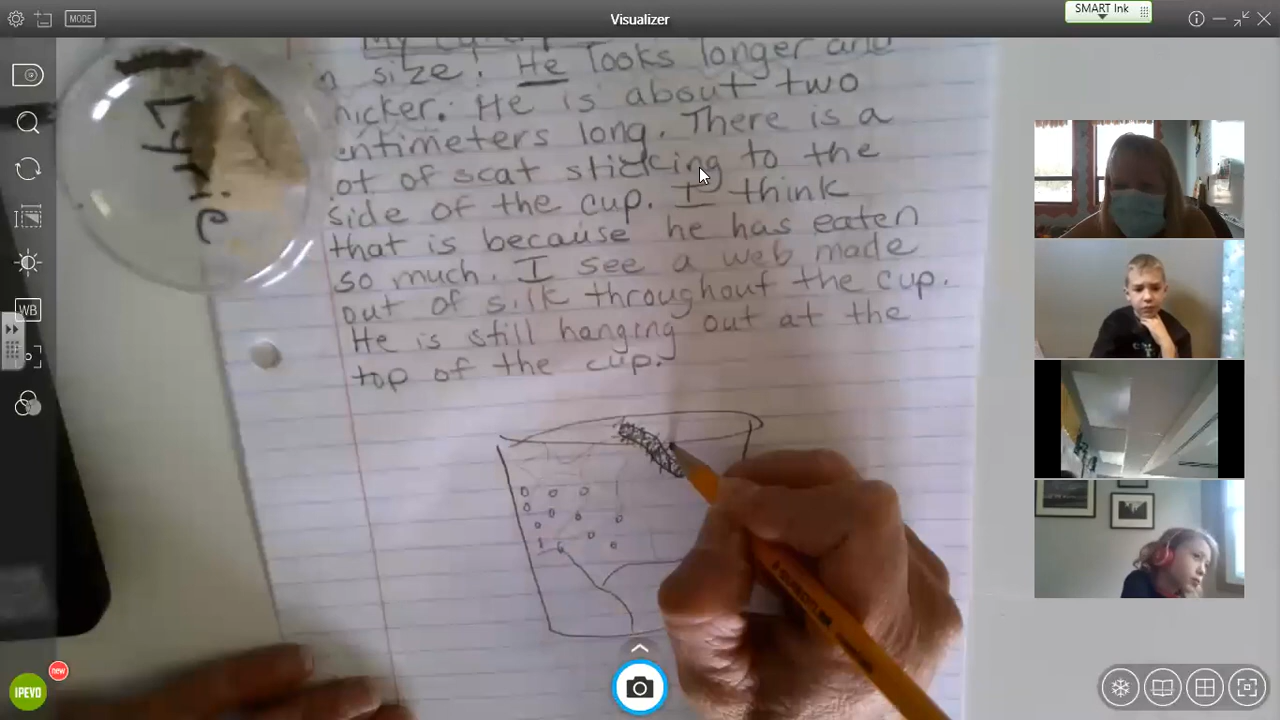 Visualizer
SMART Ink
MODE
size! He looks longer and
He is about two
long. There is a
of scat sticking to the
side of the cup. I think
that is because he has eaten
so much. I see a web made
out of silk throughout the cup.
He is still hanging out at the
top of the cup.
WB
IPEVO
new